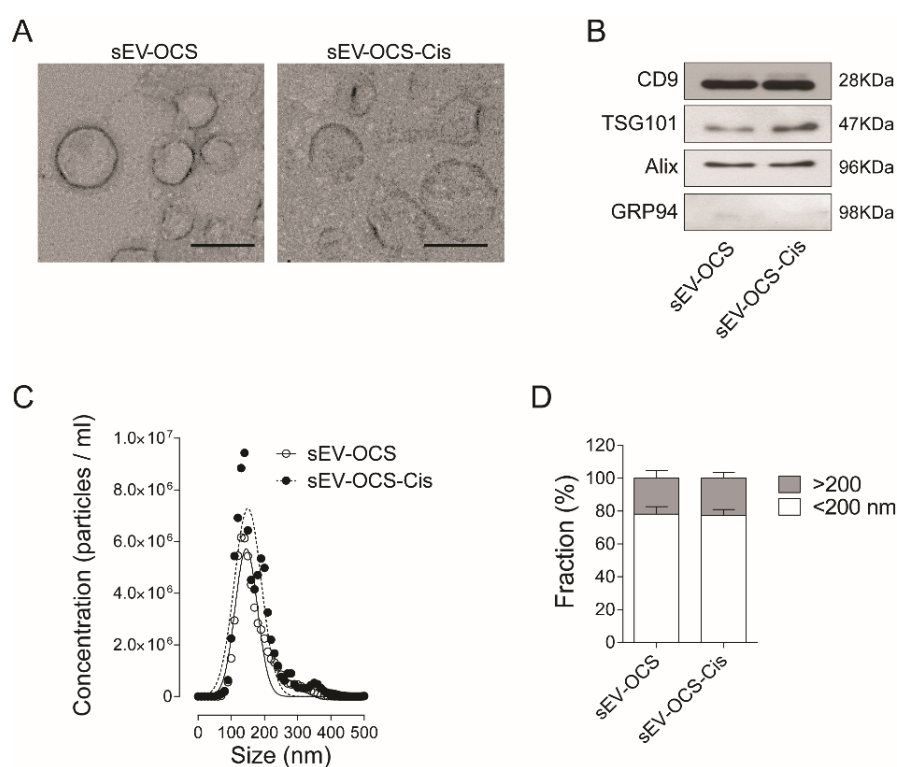 A
sEV-OCS
sEV-OCS-Cis
B
CD9
28KDa
TSG101
47KDa
Alix
96KDa
GRP94
98KDa
sEV-OCS
sEV-OCS-Cis
C
Concentration (particles / ml)
1.0×10⁷
8.0×10⁶
6.0×10⁶
4.0×10⁶
2.0×10⁶
0
0 100 200 300 400 500
Size (nm)
sEV-OCS
sEV-OCS-Cis
D
Fraction (%)
120
100
80
60
40
20
0
sEV-OCS
sEV-OCS-Cis
>200
<200 nm